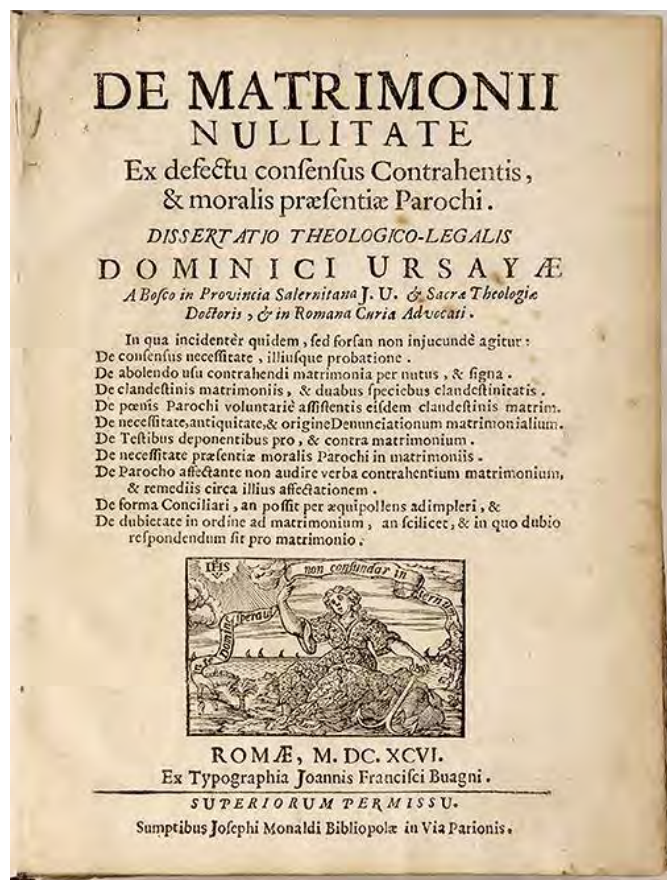 DE MATRIMONII
NULLITATE
Ex defectu conſenſus Contrahentis,
& moralis præſentiæ Parochi.
DISSERTATIO THEOLOGICO-LEGALIS
DOMINICI URSAYÆ
A Boſco in Provincia Salernitana J. U. & Sacræ Theologiæ
Doctoris, & in Romana Curia Advocati.
In qua incidentèr quidem, ſed forſan non injucundè agitur:
De conſenſus neceſſitate, illiuſque probatione.
De abolendo uſu contrahendi matrimonia per nutus, & ſigna.
De clandeſtinis matrimoniis, & duabus ſpeciebus clandeſtinitatis.
De pœnis Parochi voluntariè aſſiſtentis eiſdem clandeſtinis matrim.
De neceſſitate, antiquitate, & origine Denunciationum matrimonialium.
De Teſtibus deponentibus pro, & contra matrimonium.
De neceſſitate præſentiæ moralis Parochi in matrimoniis.
De Parocho affectante non audire verba contrahentium matrimonium,
& remediis circa illius affectationem.
De forma Conciliari, an poſſit per æquipollens adimpleri, &
De dubietate in ordine ad matrimonium, an ſcilicet, & in quo dubio
reſpondendum ſit pro matrimonio.
IHS
Domine ſperavi
non confundar in
ROMÆ, M. DC. XCVI.
Ex Typographia Joannis Franciſci Buagni.
SUPERIORUM PERMISSU.
Sumptibus Joſephi Monaldi Bibliopolæ in Via Parionis.